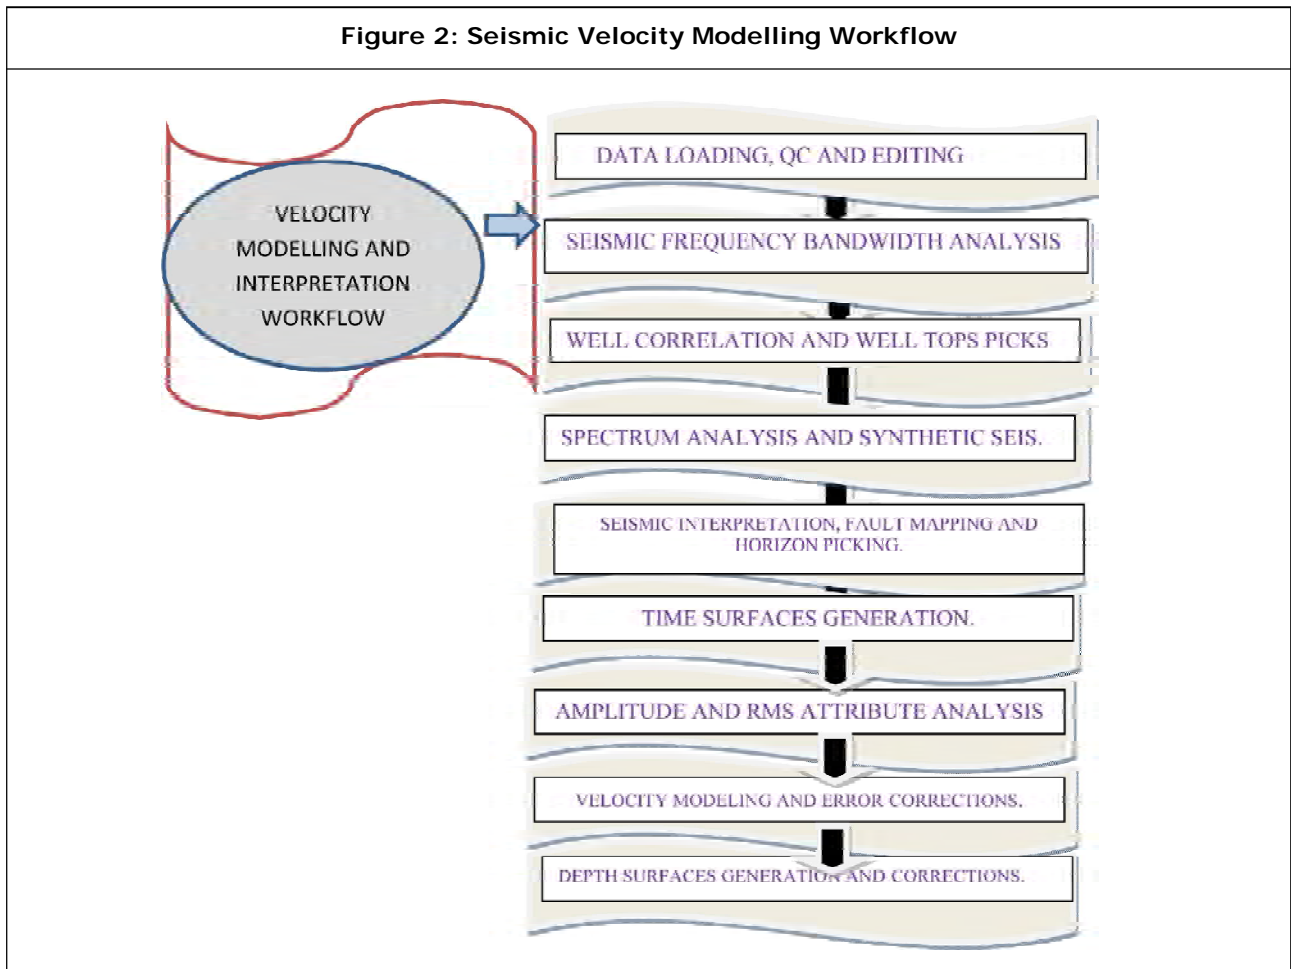 Figure 2: Seismic Velocity Modelling Workflow
VELOCITY
MODELLING AND
INTERPRETATION
WORKFLOW
DATA LOADING, QC AND EDITING
SEISMIC FREQUENCY BANDWIDTH ANALYSIS
WELL CORRELATION AND WELL TOPS PICKS
SPECTRUM ANALYSIS AND SYNTHETIC SEIS.
SEISMIC INTERPRETATION, FAULT MAPPING AND
HORIZON PICKING.
TIME SURFACES GENERATION.
AMPLITUDE AND RMS ATTRIBUTE ANALYSIS
VELOCITY MODELING AND ERROR CORRECTIONS.
DEPTH SURFACES GENERATION AND CORRECTIONS.